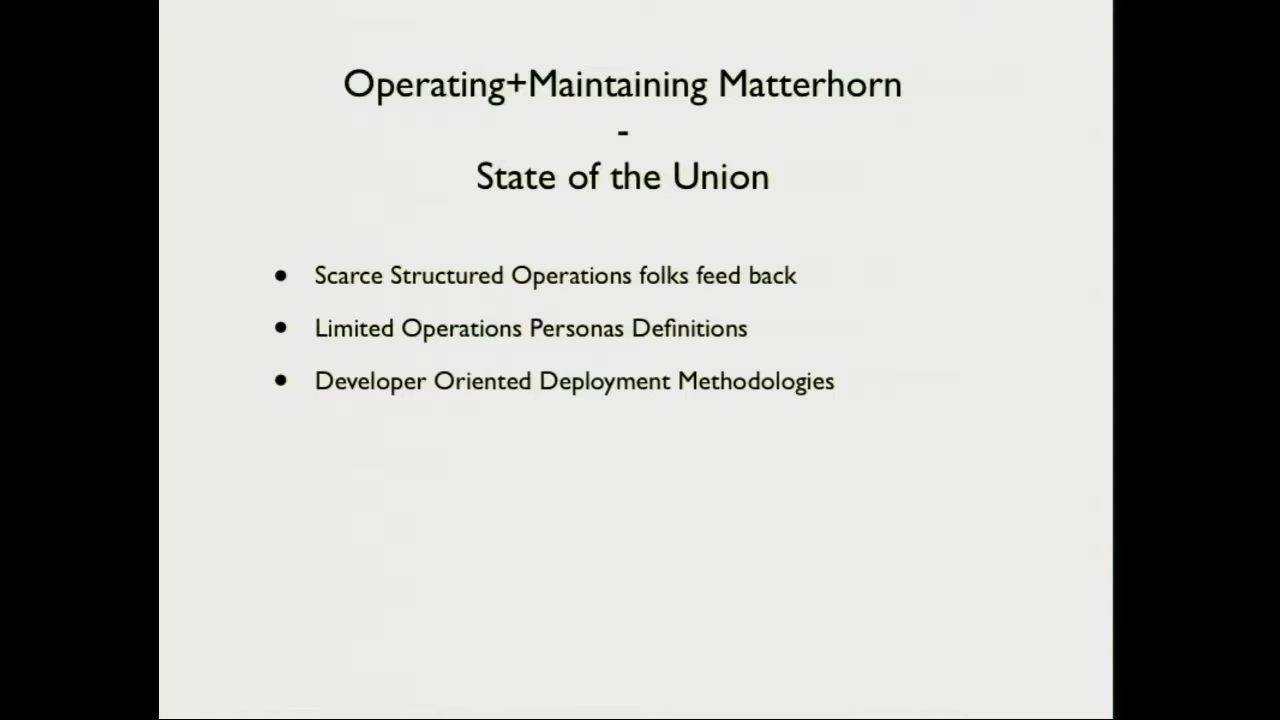 Operating+Maintaining Matterhorn
-
State of the Union
• Scarce Structured Operations folks feed back
• Limited Operations Personas Definitions
• Developer Oriented Deployment Methodologies